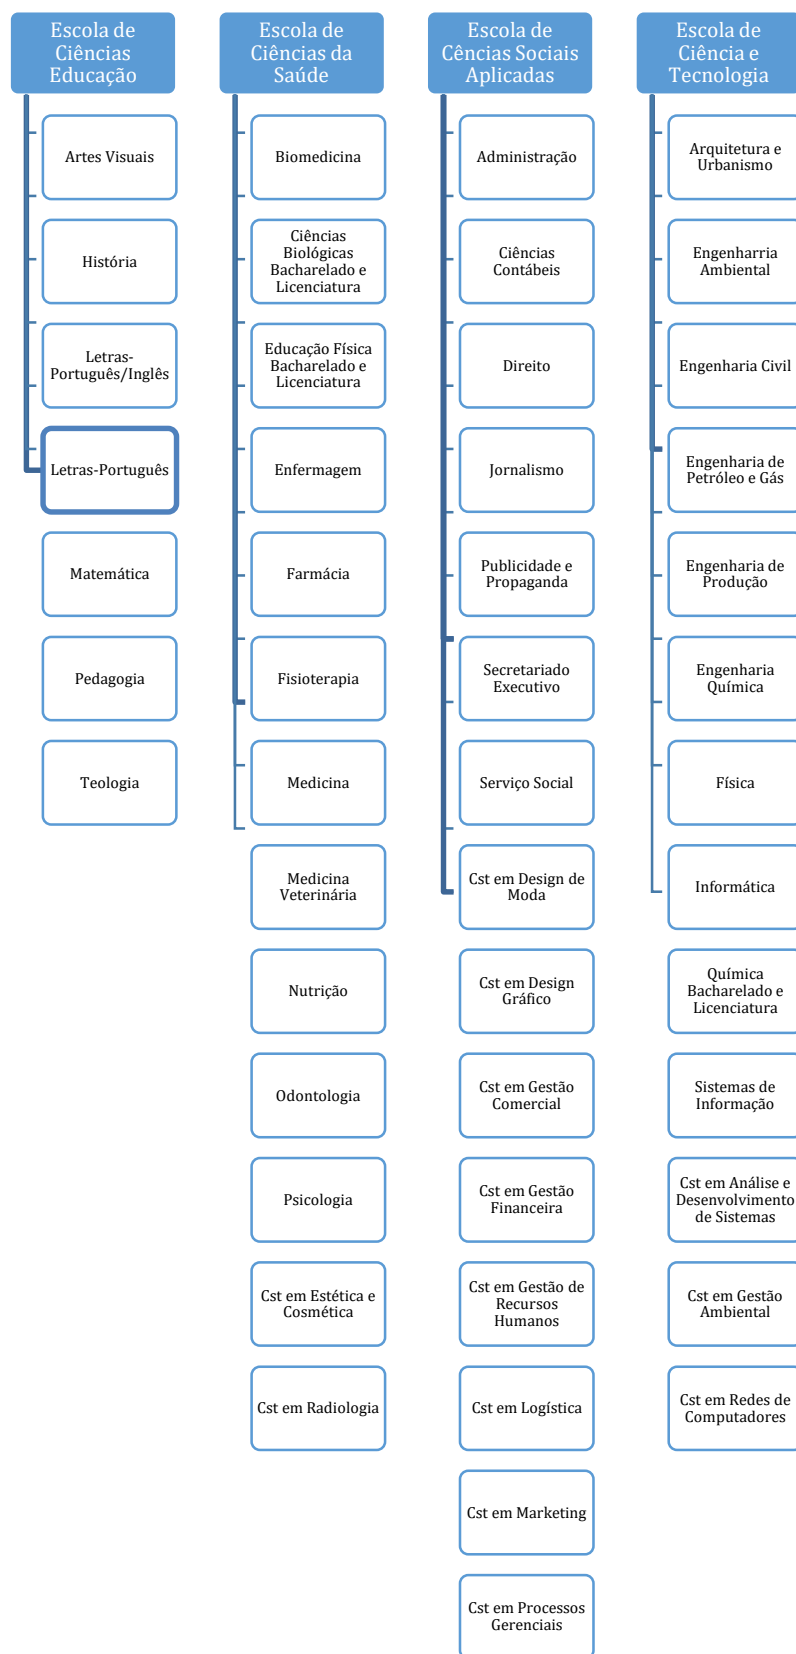 Escola de
Ciências
Educação
Artes Visuais
História
Letras-
Português/Inglês
Letras-Português
Matemática
Pedagogia
Teologia
Escola de
Ciências da
Saúde
Biomedicina
Ciências
Biológicas
Bacharelado e
Licenciatura
Educação Física
Bacharelado e
Licenciatura
Enfermagem
Farmácia
Fisioterapia
Medicina
Medicina
Veterinária
Nutrição
Odontologia
Psicologia
Cst em Estética e
Cosmética
Cst em Radiologia
Escola de
Cências Sociais
Aplicadas
Administração
Ciências
Contábeis
Direito
Jornalismo
Publicidade e
Propaganda
Secretariado
Executivo
Serviço Social
Cst em Design de
Moda
Cst em Design
Gráfico
Cst em Gestão
Comercial
Cst em Gestão
Financeira
Cst em Gestão de
Recursos
Humanos
Cst em Logística
Cst em Marketing
Cst em Processos
Gerenciais
Escola de
Ciência e
Tecnologia
Arquitetura e
Urbanismo
Engenharria
Ambiental
Engenharia Civil
Engenharia de
Petróleo e Gás
Engenharia de
Produção
Engenharia
Química
Física
Informática
Química
Bacharelado e
Licenciatura
Sistemas de
Informação
Cst em Análise e
Desenvolvimento
de Sistemas
Cst em Gestão
Ambiental
Cst em Redes de
Computadores